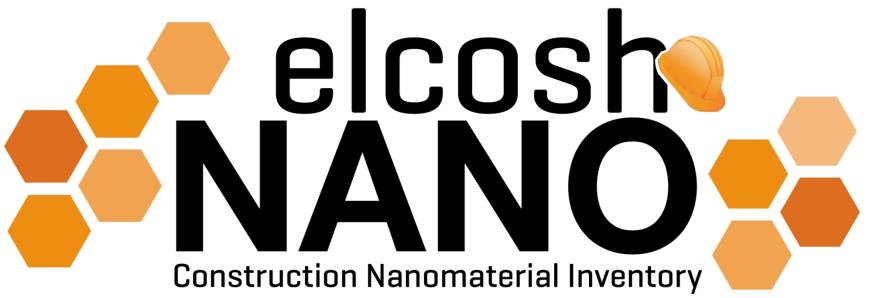 elcosh
NANO
Construction Nanomaterial Inventory